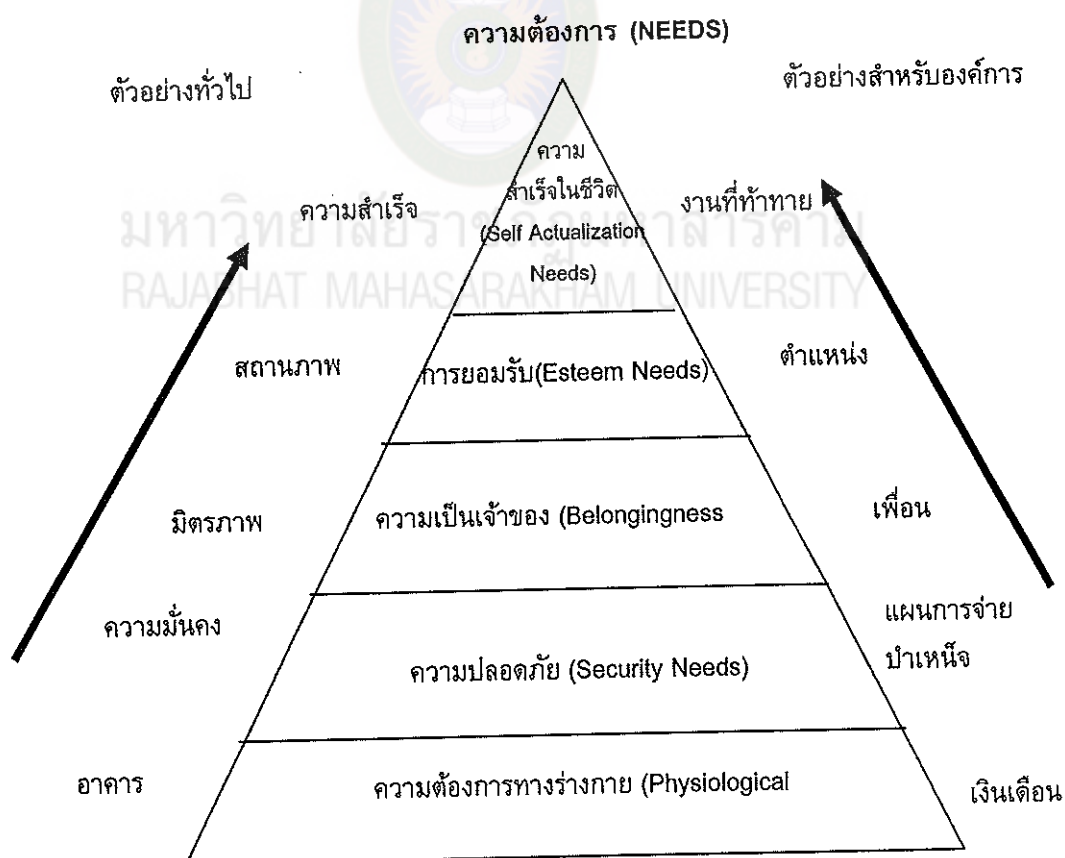 ความต้องการ (NEEDS)
ตัวอย่างทั่วไป
ตัวอย่างสำหรับองค์การ
ความ
สำเร็จในชีวิต
(Self Actualization
Needs)
ความสำเร็จ
งานที่ท้าทาย
มหาวิทยาลัยราชภัฏมหาสารคาม
RAJABHAT MAHASARAKHAM UNIVERSITY
สถานภาพ
การยอมรับ(Esteem Needs)
ตำแหน่ง
มิตรภาพ
ความเป็นเจ้าของ (Belongingness
เพื่อน
ความมั่นคง
ความปลอดภัย (Security Needs)
แผนการจ่าย
บำเหน็จ
อาคาร
ความต้องการทางร่างกาย (Physiological
เงินเดือน